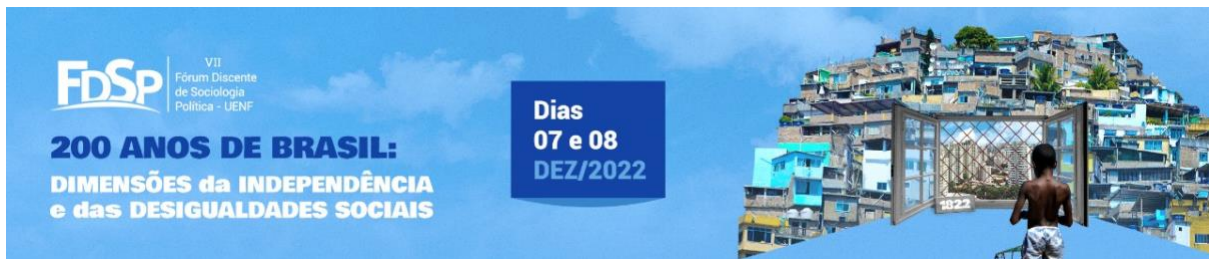 FDSP
VII
Fórum Discente
de Sociologia
Política - UENF
200 ANOS DE BRASIL:
DIMENSÕES da INDEPENDÊNCIA
e das DESIGUALDADES SOCIAIS
Dias
07 e 08
DEZ/2022
1822